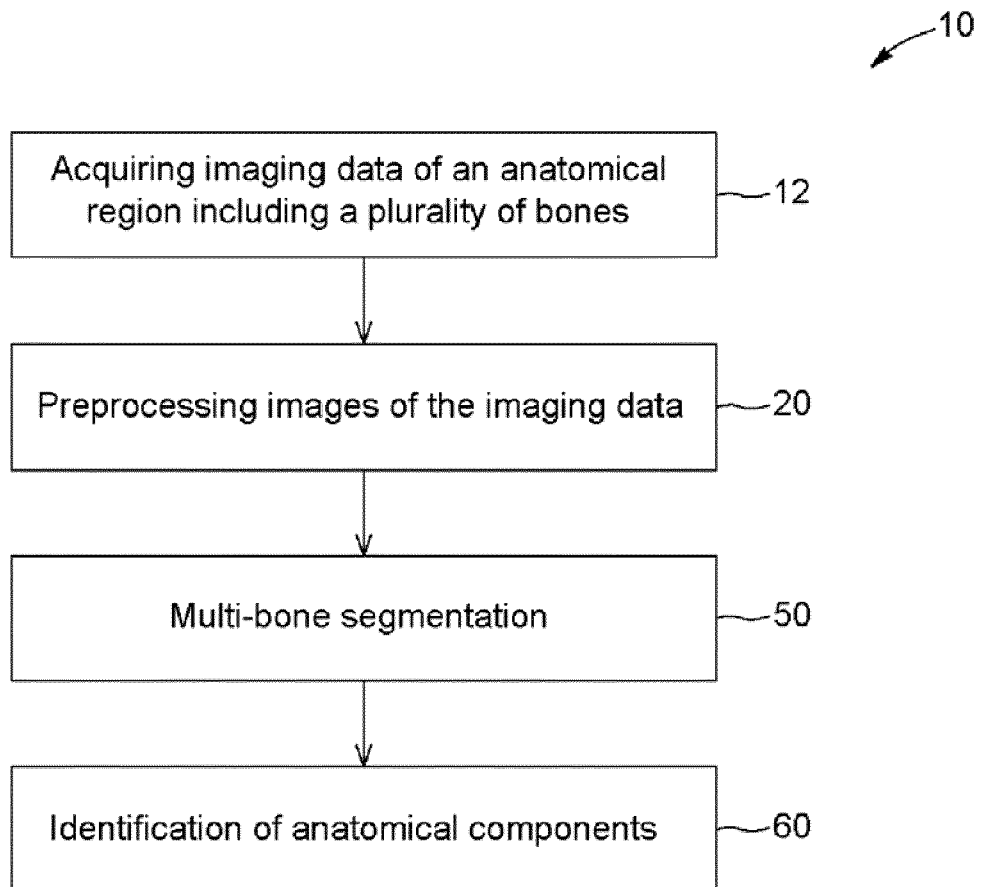 10
Acquiring imaging data of an anatomical
region including a plurality of bones
12
Preprocessing images of the imaging data
20
Multi-bone segmentation
50
Identification of anatomical components
60